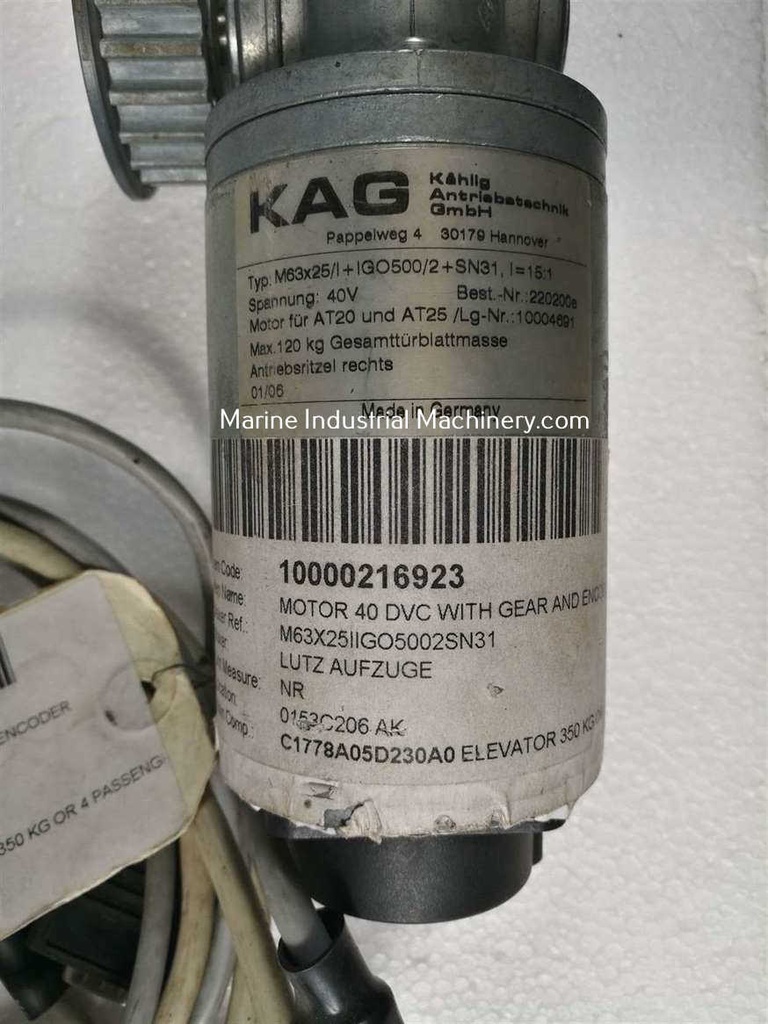 KAG Kählig
Antriebstechnik
GmbH
Pappelweg 4 30179 Hannover
Typ: M63x25/I+IGO500/2+SN31, I=15:1
Spannung: 40V Best.-Nr.:220200e
Motor für AT20 und AT25 /Lg-Nr.:10004691
Max.120 kg Gesamttürblattmasse
Antriebsritzel rechts
01/06
Made in Germany
Marine Industrial Machinery.com
Code: 10000216923
Name: MOTOR 40 DVC WITH GEAR AND
Ref.: M63X25IIGO5002SN31
LUTZ AUFZUGE
Measure: NR
0153C206 AK
Comp.: C1778A05D230A0 ELEVATOR 350 KG
ENCODER
350 KG OR 4